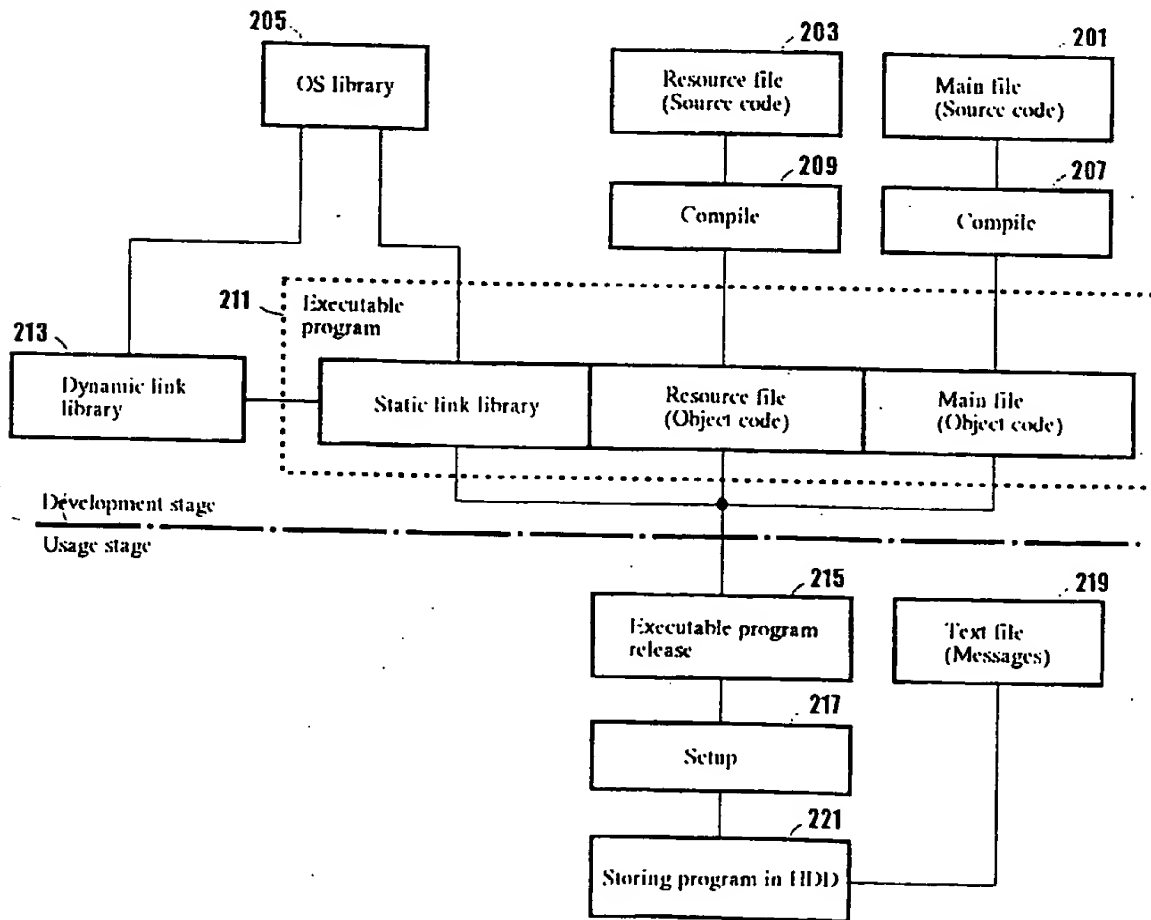 205
OS library
203
Resource file
(Source code)
201
Main file
(Source code)
209
Compile
207
Compile
211
Executable
program
213
Dynamic link
library
Static link library
Resource file
(Object code)
Main file
(Object code)
Development stage
Usage stage
215
Executable program
release
219
Text file
(Messages)
217
Setup
221
Storing program in HDD